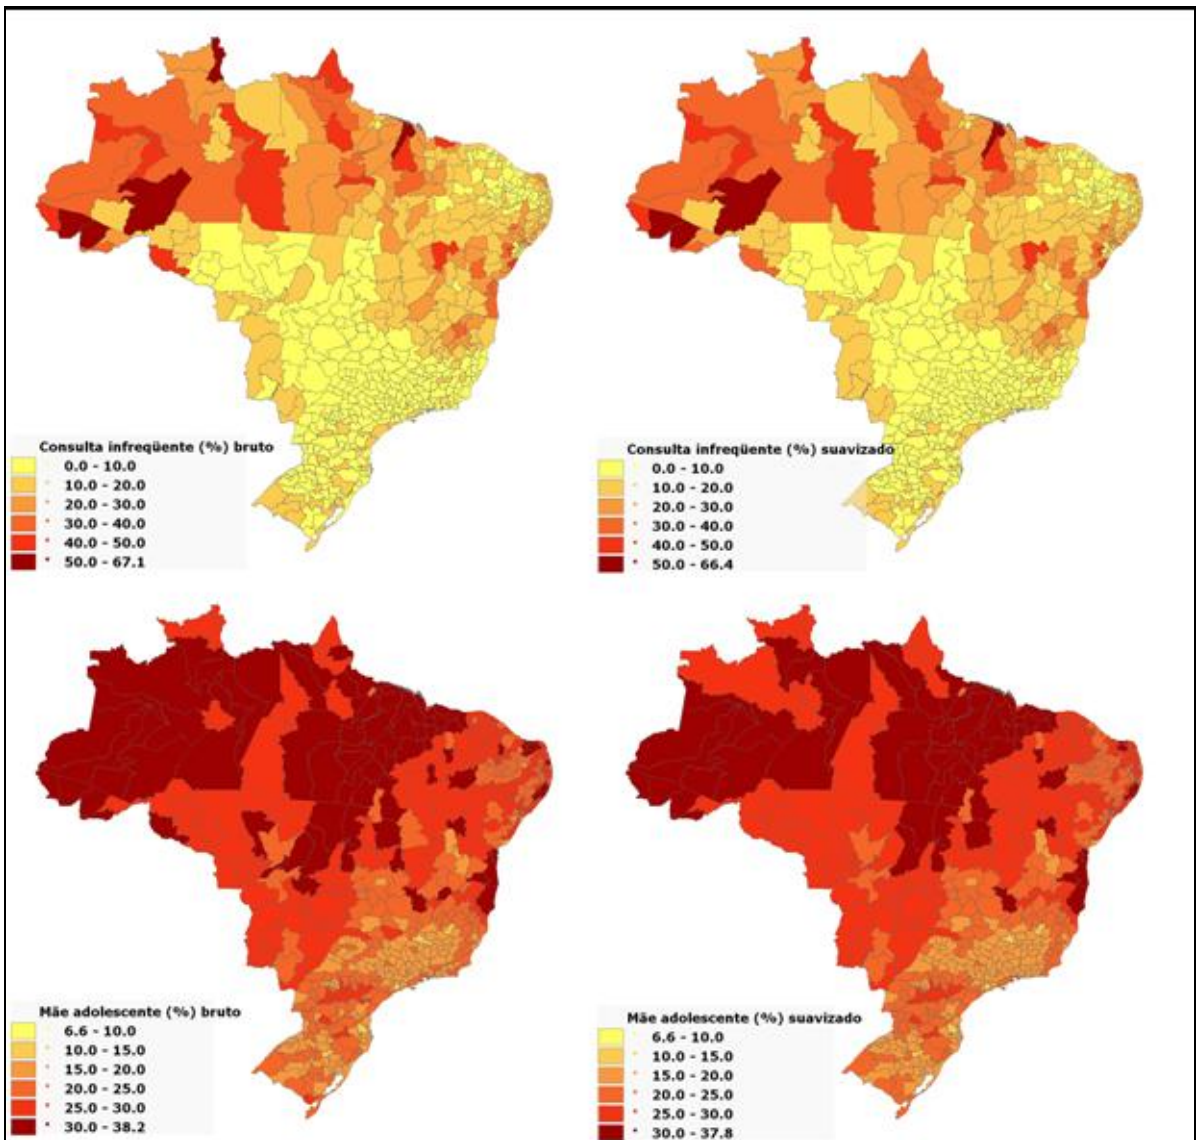 Consulta infreqüente (%) bruto
0.0 - 10.0
10.0 - 20.0
20.0 - 30.0
30.0 - 40.0
40.0 - 50.0
50.0 - 67.1
Consulta infreqüente (%) suavizado
0.0 - 10.0
10.0 - 20.0
20.0 - 30.0
30.0 - 40.0
40.0 - 50.0
50.0 - 66.4
Mãe adolescente (%) bruto
6.6 - 10.0
10.0 - 15.0
15.0 - 20.0
20.0 - 25.0
25.0 - 30.0
30.0 - 38.2
Mãe adolescente (%) suavizado
6.6 - 10.0
10.0 - 15.0
15.0 - 20.0
20.0 - 25.0
25.0 - 30.0
30.0 - 37.8